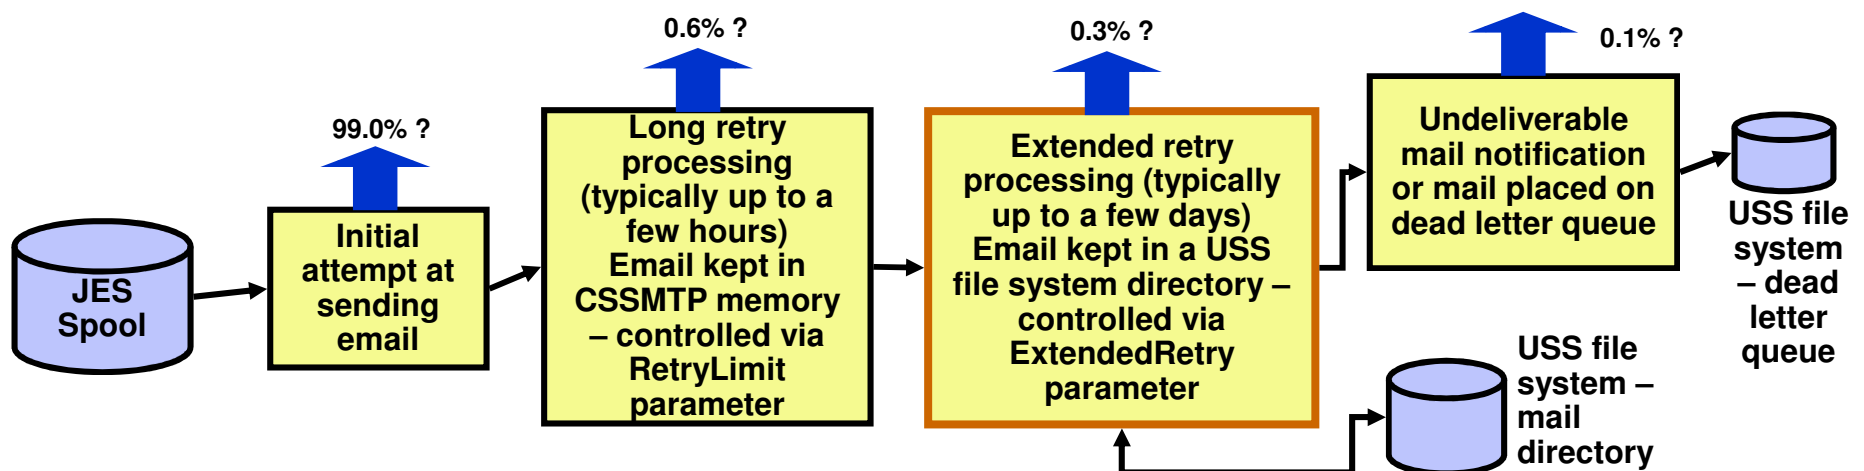 JES
Spool
99.0% ?
Initial
attempt at
sending
email
0.6% ?
Long retry
processing
(typically up to a
few hours)
Email kept in
CSSMTP memory
– controlled via
RetryLimit
parameter
0.3% ?
Extended retry
processing (typically
up to a few days)
Email kept in a USS
file system directory –
controlled via
ExtendedRetry
parameter
0.1% ?
Undeliverable
mail notification
or mail placed on
dead letter queue
USS file
system
– dead
letter
queue
USS file
system –
mail
directory